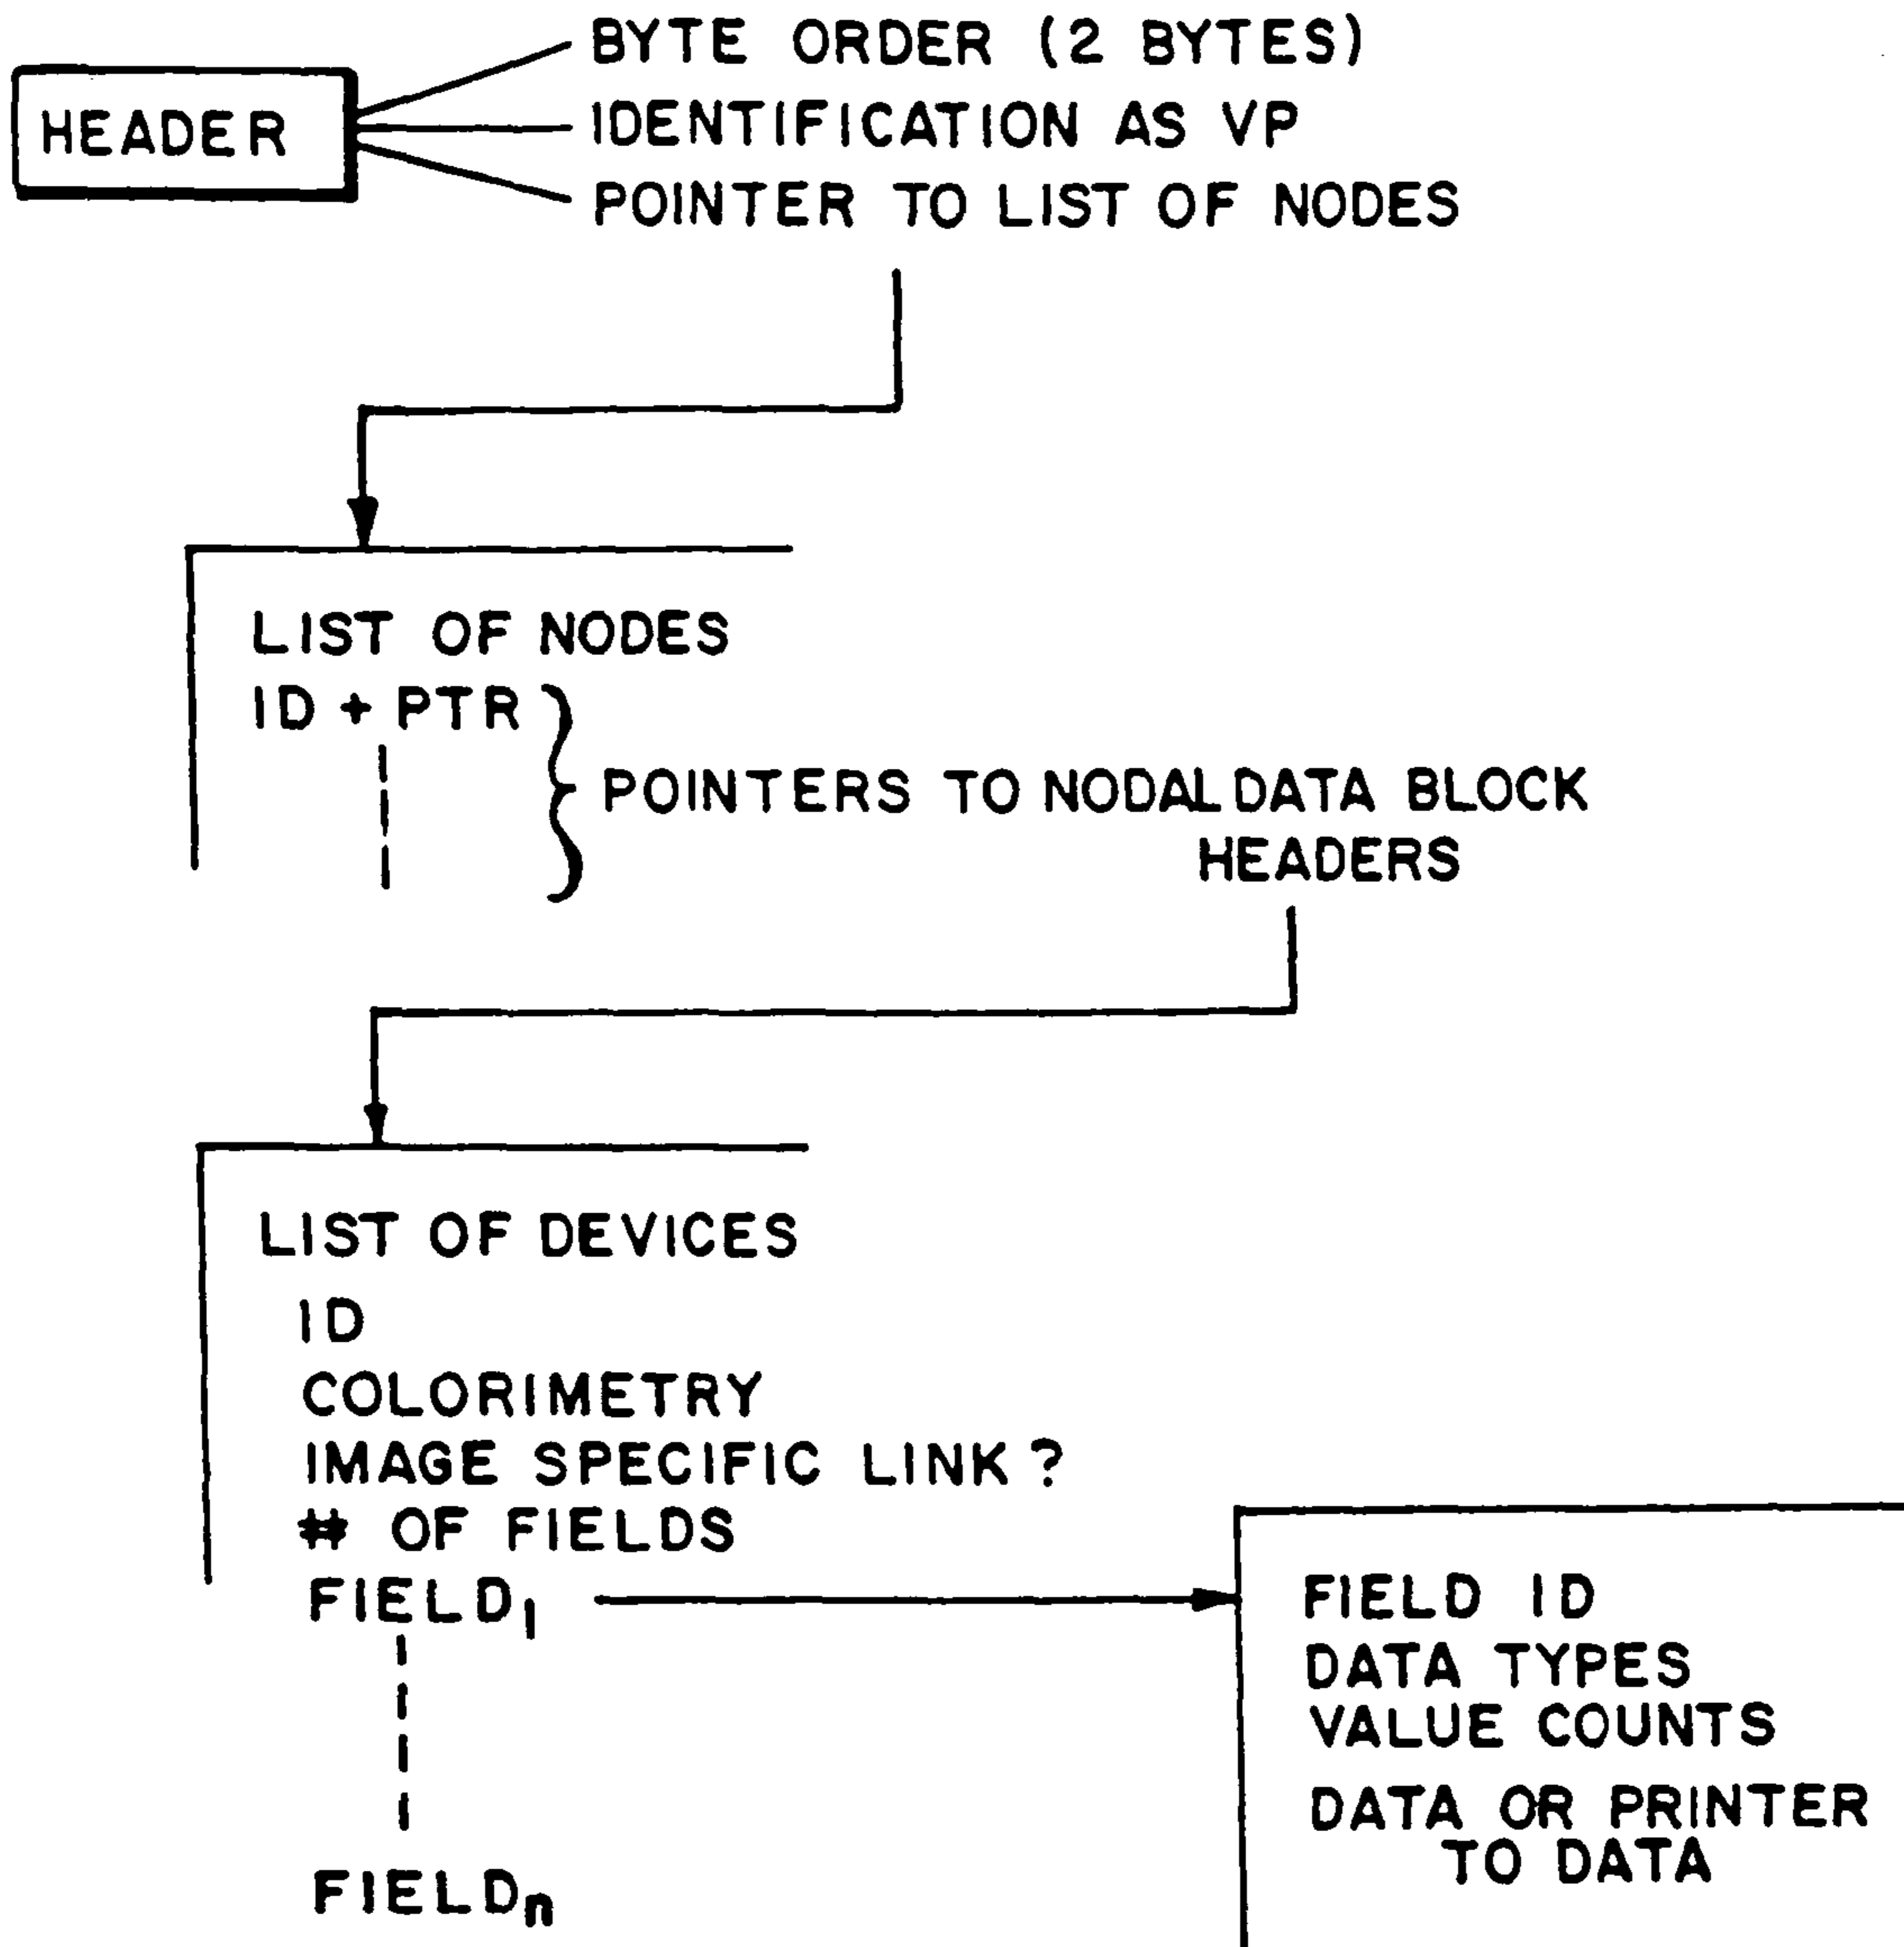 HEADER
BYTE ORDER (2 BYTES)
IDENTIFICATION AS VP
POINTER TO LIST OF NODES
LIST OF NODES
ID + PTR
POINTERS TO NODAL DATA BLOCK
HEADERS
LIST OF DEVICES
ID
COLORIMETRY
IMAGE SPECIFIC LINK ?
# OF FIELDS
FIELD1
FIELDn
FIELD ID
DATA TYPES
VALUE COUNTS
DATA OR PRINTER
TO DATA